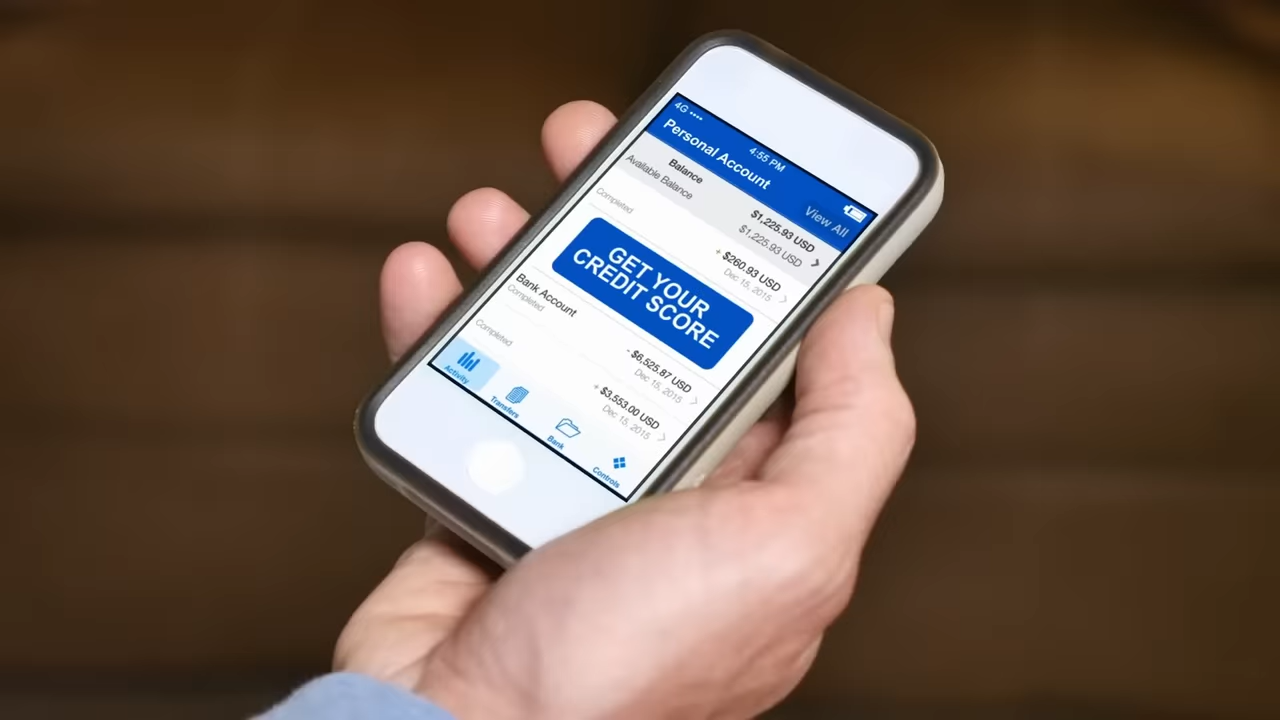 4G
4:55 PM
Personal Account
View All
Balance
$1,225.93 USD
Available Balance
$1,225.93 USD
Completed
+ $260.93 USD
Dec 15, 2015
GET YOUR
CREDIT SCORE
Bank Account
- $6,525.87 USD
Completed
Dec 15, 2015
+ $3,553.00 USD
Completed
Dec 15, 2015
Activity
Transfers
Bank
Controls